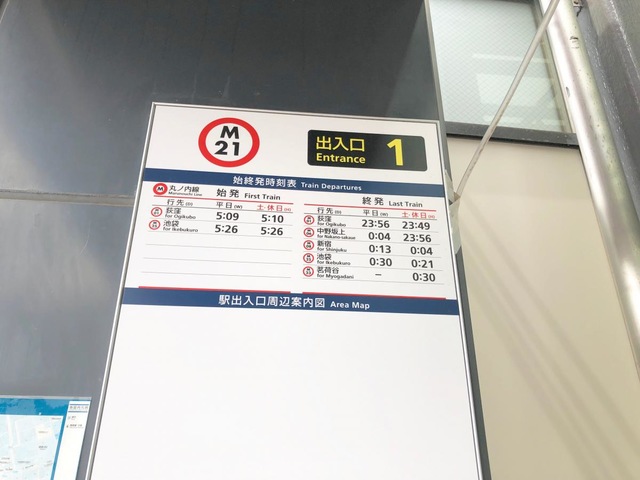 M
21
出入口
Entrance
1
始終発時刻表 Train Departures
M 丸ノ内線
Marunouchi Line
始発 First Train
行先(D) 平日(W) 土・休日(H)
荻窪
for Ogikubo
5:09 5:10
池袋
for Ikebukuro
5:26 5:26
終発 Last Train
行先(D) 平日(W) 土・休日(H)
荻窪
for Ogikubo
23:56 23:49
中野坂上
for Nakano-sakaue
0:04 23:56
新宿
for Shinjuku
0:13 0:04
池袋
for Ikebukuro
0:30 0:21
茗荷谷
for Myogadani
– 0:30
駅出入口周辺案内図 Area Map